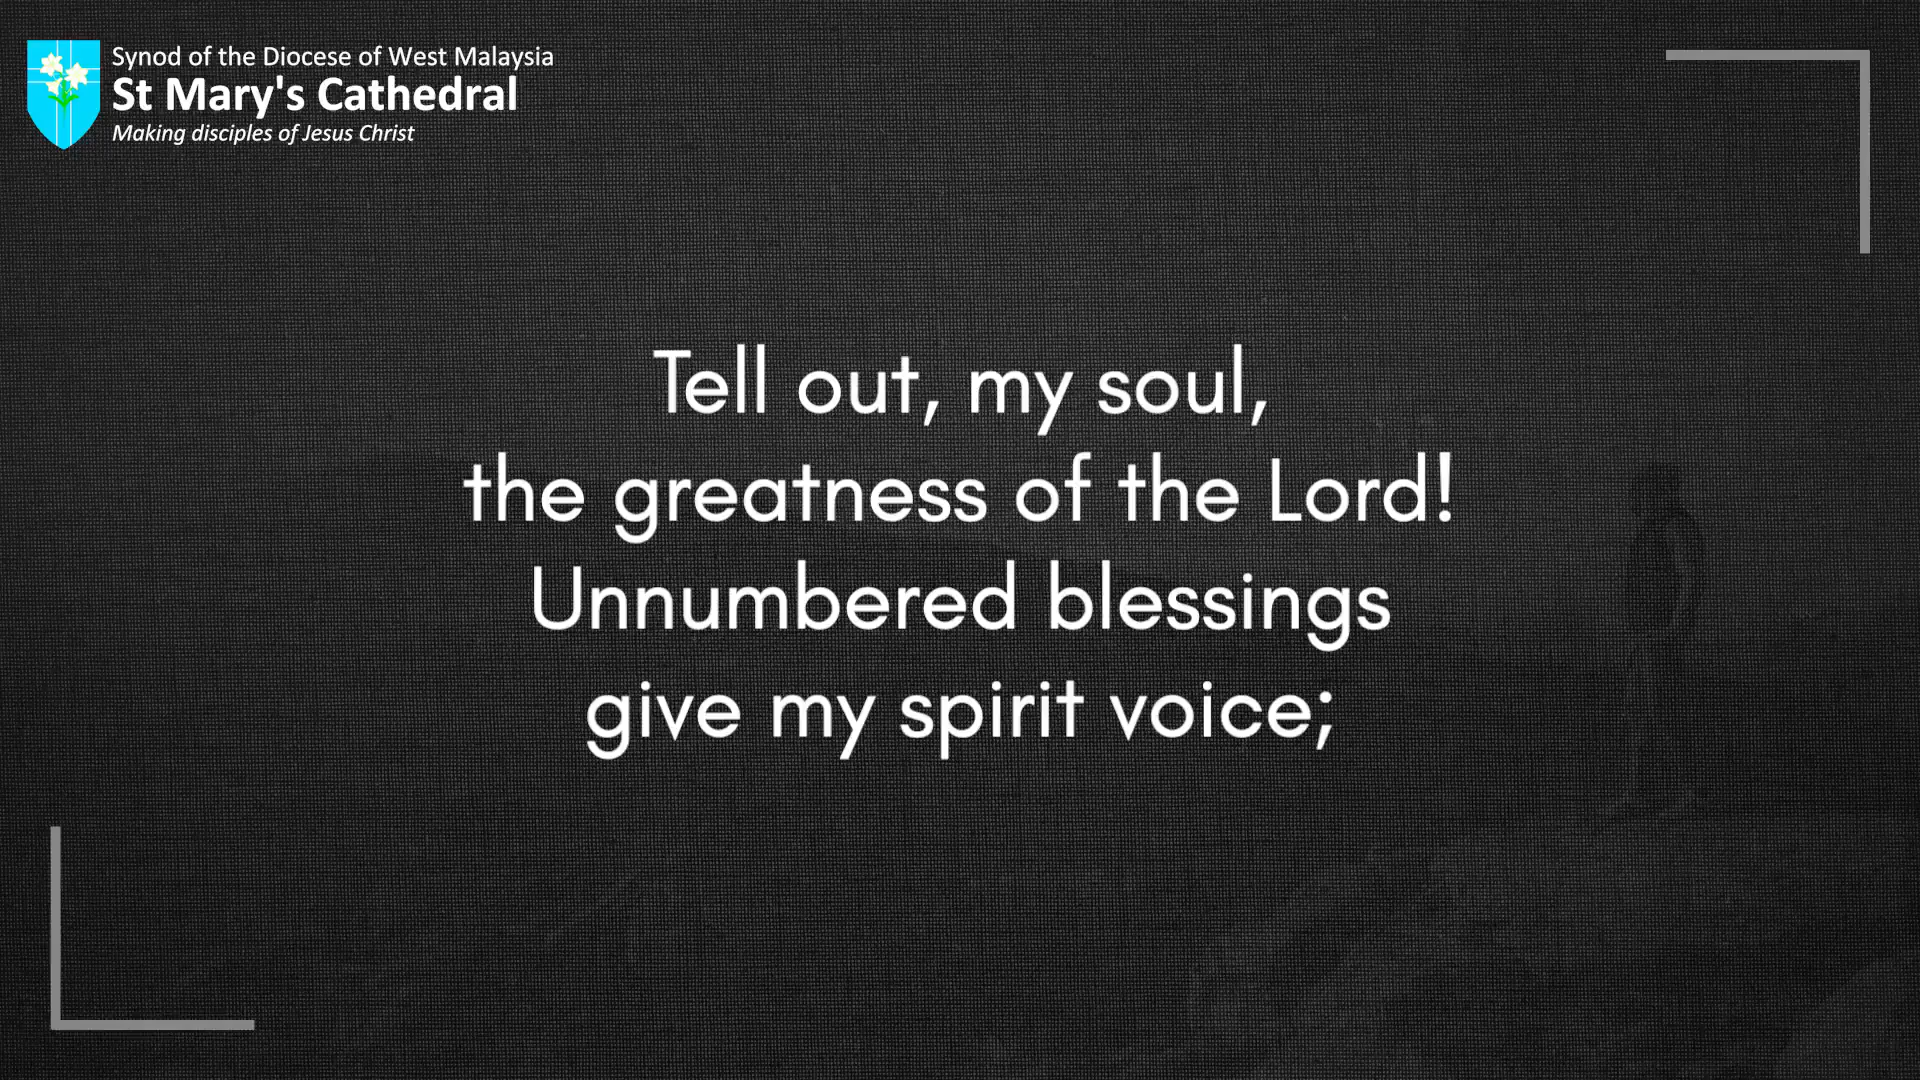 Synod of the Diocese of West Malaysia
St Mary's Cathedral
Making disciples of Jesus Christ
Tell out, my soul,
the greatness of the Lord!
Unnumbered blessings
give my spirit voice;